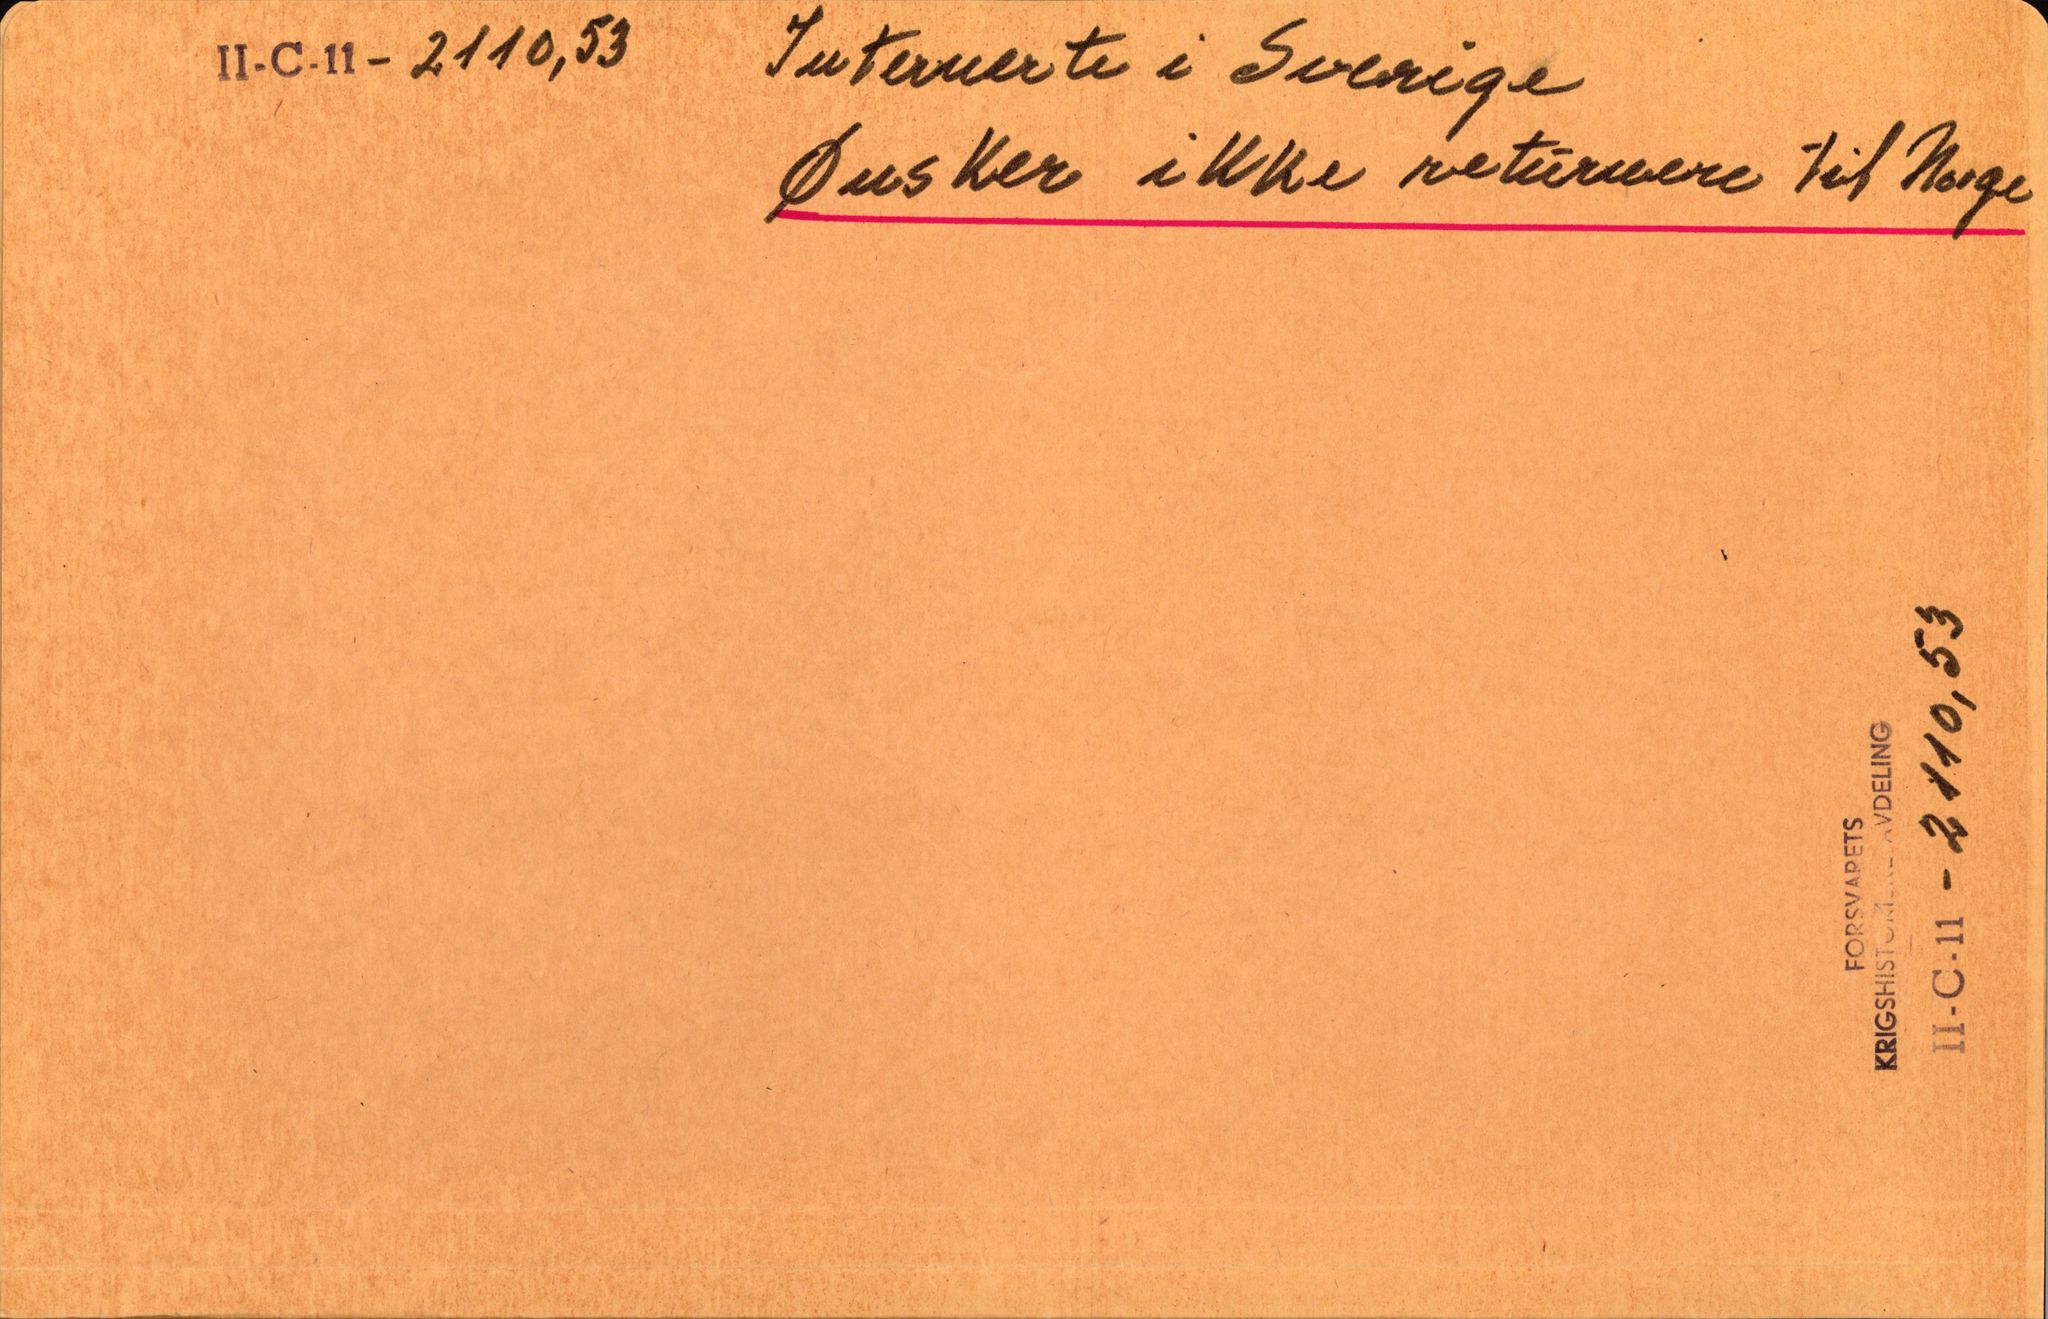 II-C-11 - 2110,53
Internerte i Sverige
Ønsker ikke returnere til Norge
FORSVARETS
KRIGSHISTORISKE AVDELING
II-C-11 - 2110,53